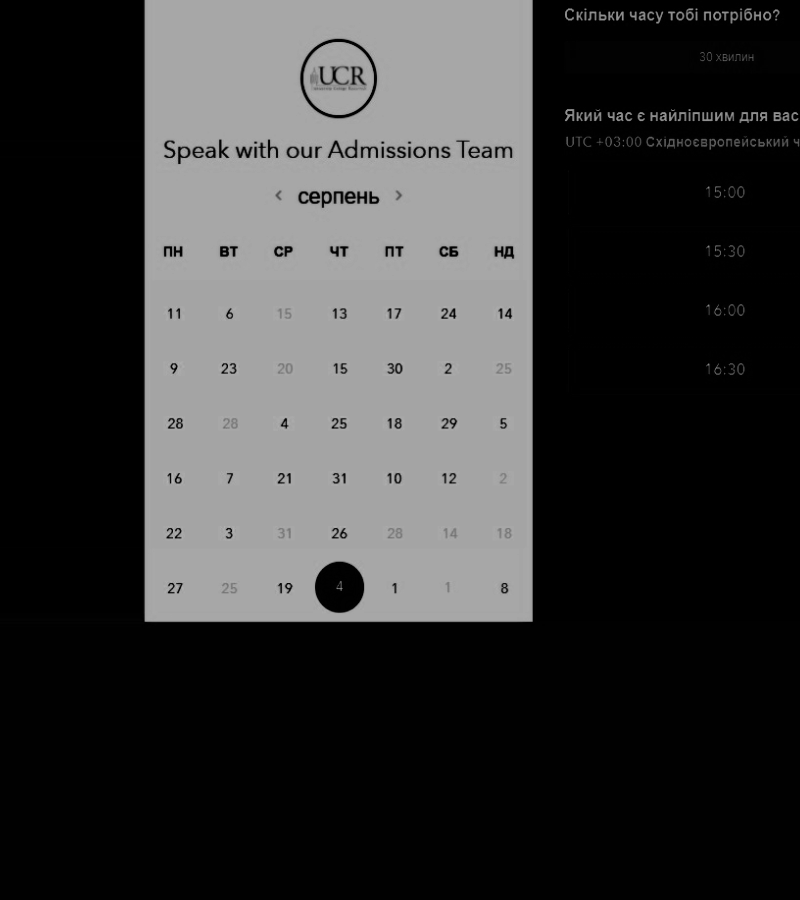 UCR
Speak with our Admissions Team
< серпень >
ПН ВТ СР ЧТ ПТ СБ НД
11 6 15 13 17 24 14
9 23 20 15 30 2 25
28 28 4 25 18 29 5
16 7 21 31 10 12 2
22 3 31 26 28 14 18
27 25 19 4 1 1 8
Скільки часу тобі потрібно?
30 хвилин
Який час є найліпшим для вас
UTC +03:00 Східноєвропейський ч
15:00
15:30
16:00
16:30